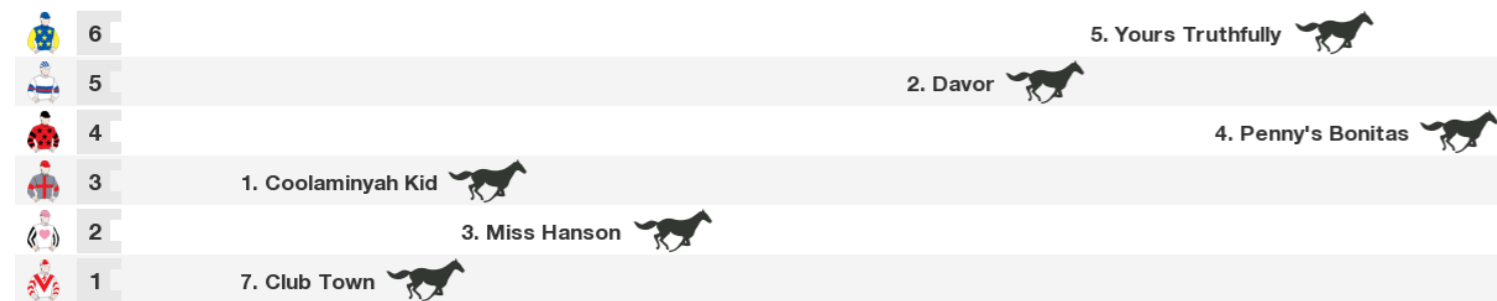 6 5. Yours Truthfully
5 2. Davor
4 4. Penny's Bonitas
3 1. Coolaminyah Kid
2 3. Miss Hanson
1 7. Club Town